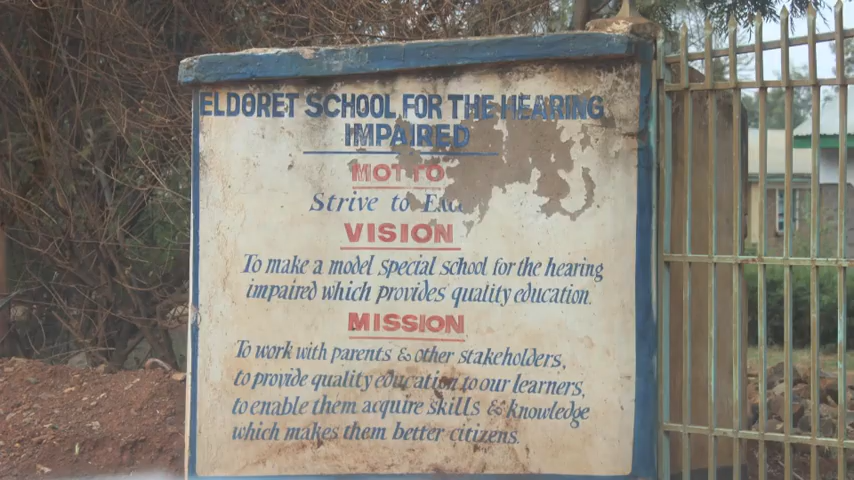 ELDORET SCHOOL FOR THE HEARING
IMPAIRED
MOTTO
Strive to
VISION
To make a model special school for the hearing
impaired which provides quality education.
MISSION
To work with parents & other stakeholders,
to provide quality education to our learners,
to enable them acquire skills & knowledge
which makes them better citizens.